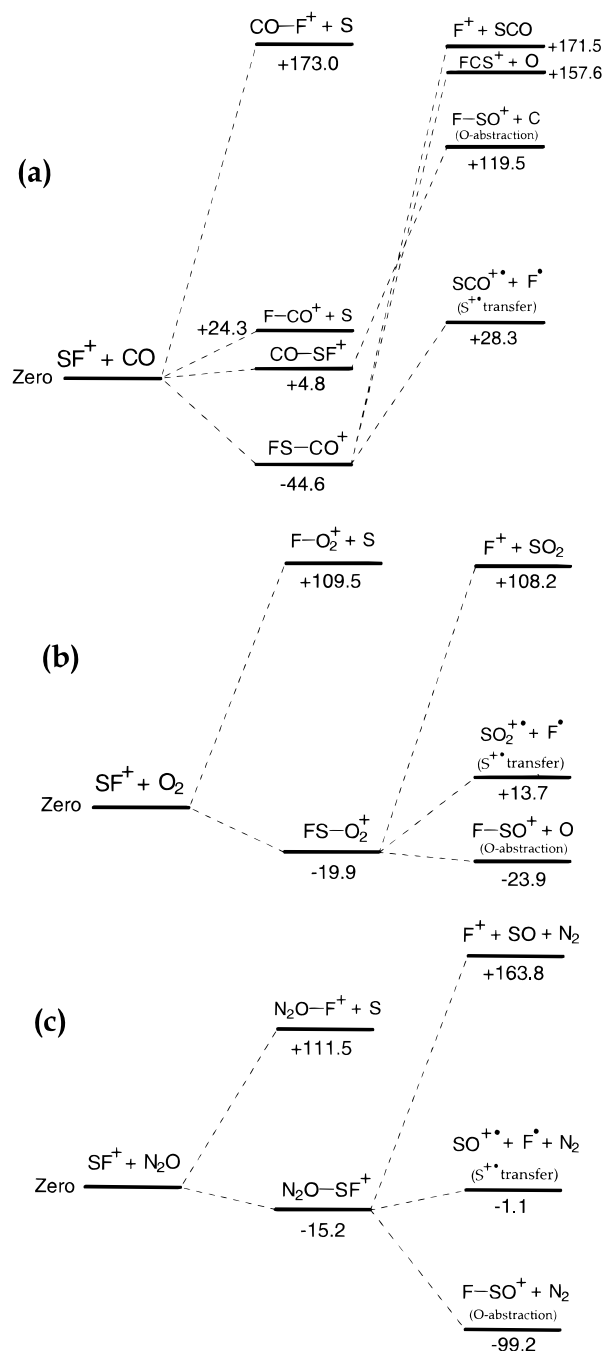 (a)
CO—F⁺ + S
+173.0
F⁺ + SCO
+171.5
FCS⁺ + O
+157.6
F—SO⁺ + C
(O-abstraction)
+119.5
SCO⁺• + F•
(S⁺• transfer)
+28.3
F—CO⁺ + S
+24.3
CO—SF⁺
+4.8
SF⁺ + CO
Zero
FS—CO⁺
-44.6
(b)
F—O₂⁺ + S
+109.5
F⁺ + SO₂
+108.2
SO₂⁺• + F•
(S⁺• transfer)
+13.7
SF⁺ + O₂
Zero
FS—O₂⁺
-19.9
F—SO⁺ + O
(O-abstraction)
-23.9
(c)
F⁺ + SO + N₂
+163.8
N₂O—F⁺ + S
+111.5
SO⁺• + F• + N₂
(S⁺• transfer)
-1.1
SF⁺ + N₂O
Zero
N₂O—SF⁺
-15.2
F—SO⁺ + N₂
(O-abstraction)
-99.2